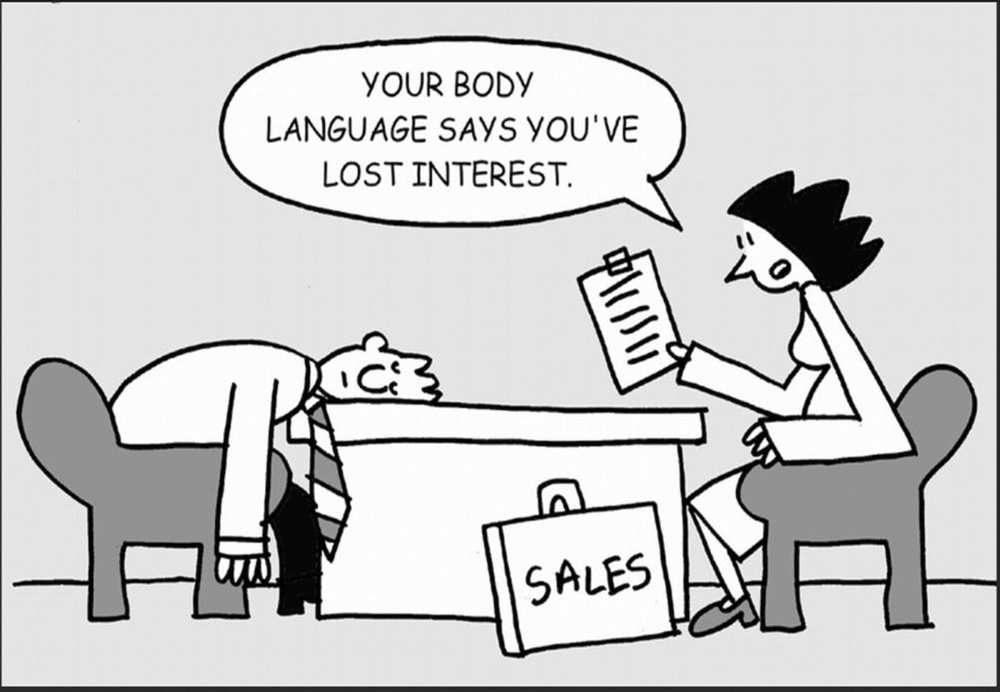 YOUR BODY
LANGUAGE SAYS YOU'VE
LOST INTEREST.
SALES